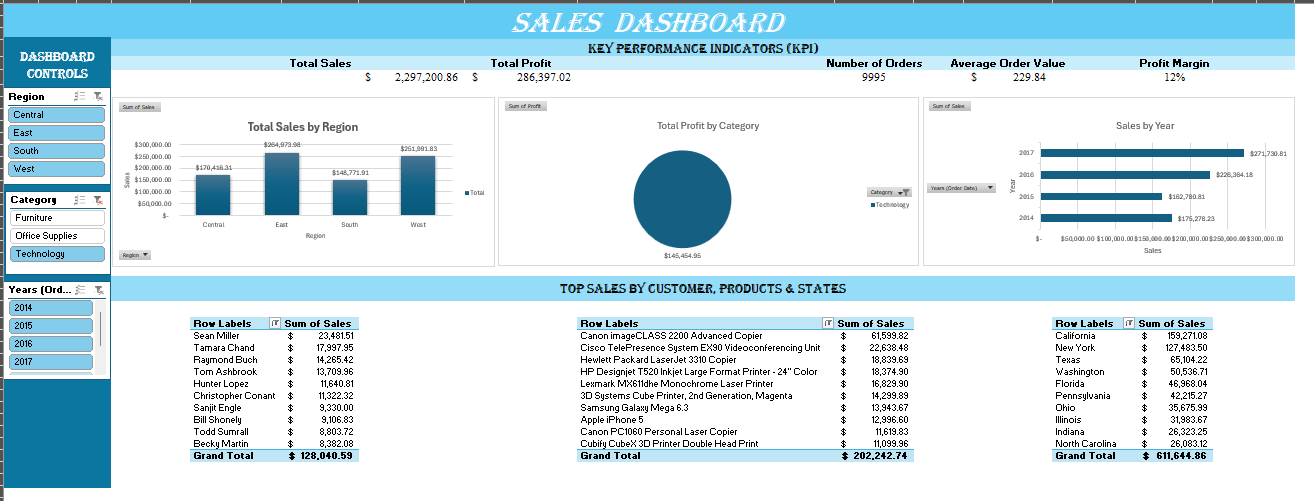 SALES DASHBOARD
DASHBOARD CONTROLS
KEY PERFORMANCE INDICATORS (KPI)
Total Sales Total Profit Number of Orders Average Order Value Profit Margin
$ 2,297,200.86 $ 286,397.02 9995 $ 229.84 12%
Region
Central
East
South
West
Category
Furniture
Office Supplies
Technology
Years (Ord...
2014
2015
2016
2017
Sum of Sales
Total Sales by Region
$300,000.00
$250,000.00
$200,000.00
$150,000.00
$100,000.00
$50,000.00
$-
Sales
$170,416.31
$264,973.98
$148,771.91
$251,991.83
Central East South West
Region
Total
Region
Sum of Profit
Total Profit by Category
$145,454.95
Category
Technology
Sum of Sales
Sales by Year
Years (Order Date)
Year
2017 $271,730.81
2016 $226,364.18
2015 $162,780.81
2014 $175,278.23
$- $50,000.00 $100,000.00 $150,000.00 $200,000.00 $250,000.00 $300,000.00
Sales
TOP SALES BY CUSTOMER, PRODUCTS & STATES
Row Labels Sum of Sales
Sean Miller $ 23,481.51
Tamara Chand $ 17,997.95
Raymond Buch $ 14,265.42
Tom Ashbrook $ 13,709.96
Hunter Lopez $ 11,640.81
Christopher Conant $ 11,322.32
Sanjit Engle $ 9,330.00
Bill Shonely $ 9,106.83
Todd Sumrall $ 8,803.72
Becky Martin $ 8,382.08
Grand Total $ 128,040.59
Row Labels Sum of Sales
Canon imageCLASS 2200 Advanced Copier $ 61,599.82
Cisco TelePresence System EX90 Videoconferencing Unit $ 22,638.48
Hewlett Packard LaserJet 3310 Copier $ 18,839.69
HP Designjet T520 Inkjet Large Format Printer - 24" Color $ 18,374.90
Lexmark MX611dhe Monochrome Laser Printer $ 16,829.90
3D Systems Cube Printer, 2nd Generation, Magenta $ 14,299.89
Samsung Galaxy Mega 6.3 $ 13,943.67
Apple iPhone 5 $ 12,996.60
Canon PC1060 Personal Laser Copier $ 11,619.83
Cubify CubeX 3D Printer Double Head Print $ 11,099.96
Grand Total $ 202,242.74
Row Labels Sum of Sales
California $ 159,271.08
New York $ 127,483.50
Texas $ 65,104.22
Washington $ 50,536.71
Florida $ 46,968.04
Pennsylvania $ 42,215.27
Ohio $ 35,675.99
Illinois $ 31,983.67
Indiana $ 26,323.25
North Carolina $ 26,083.12
Grand Total $ 611,644.86